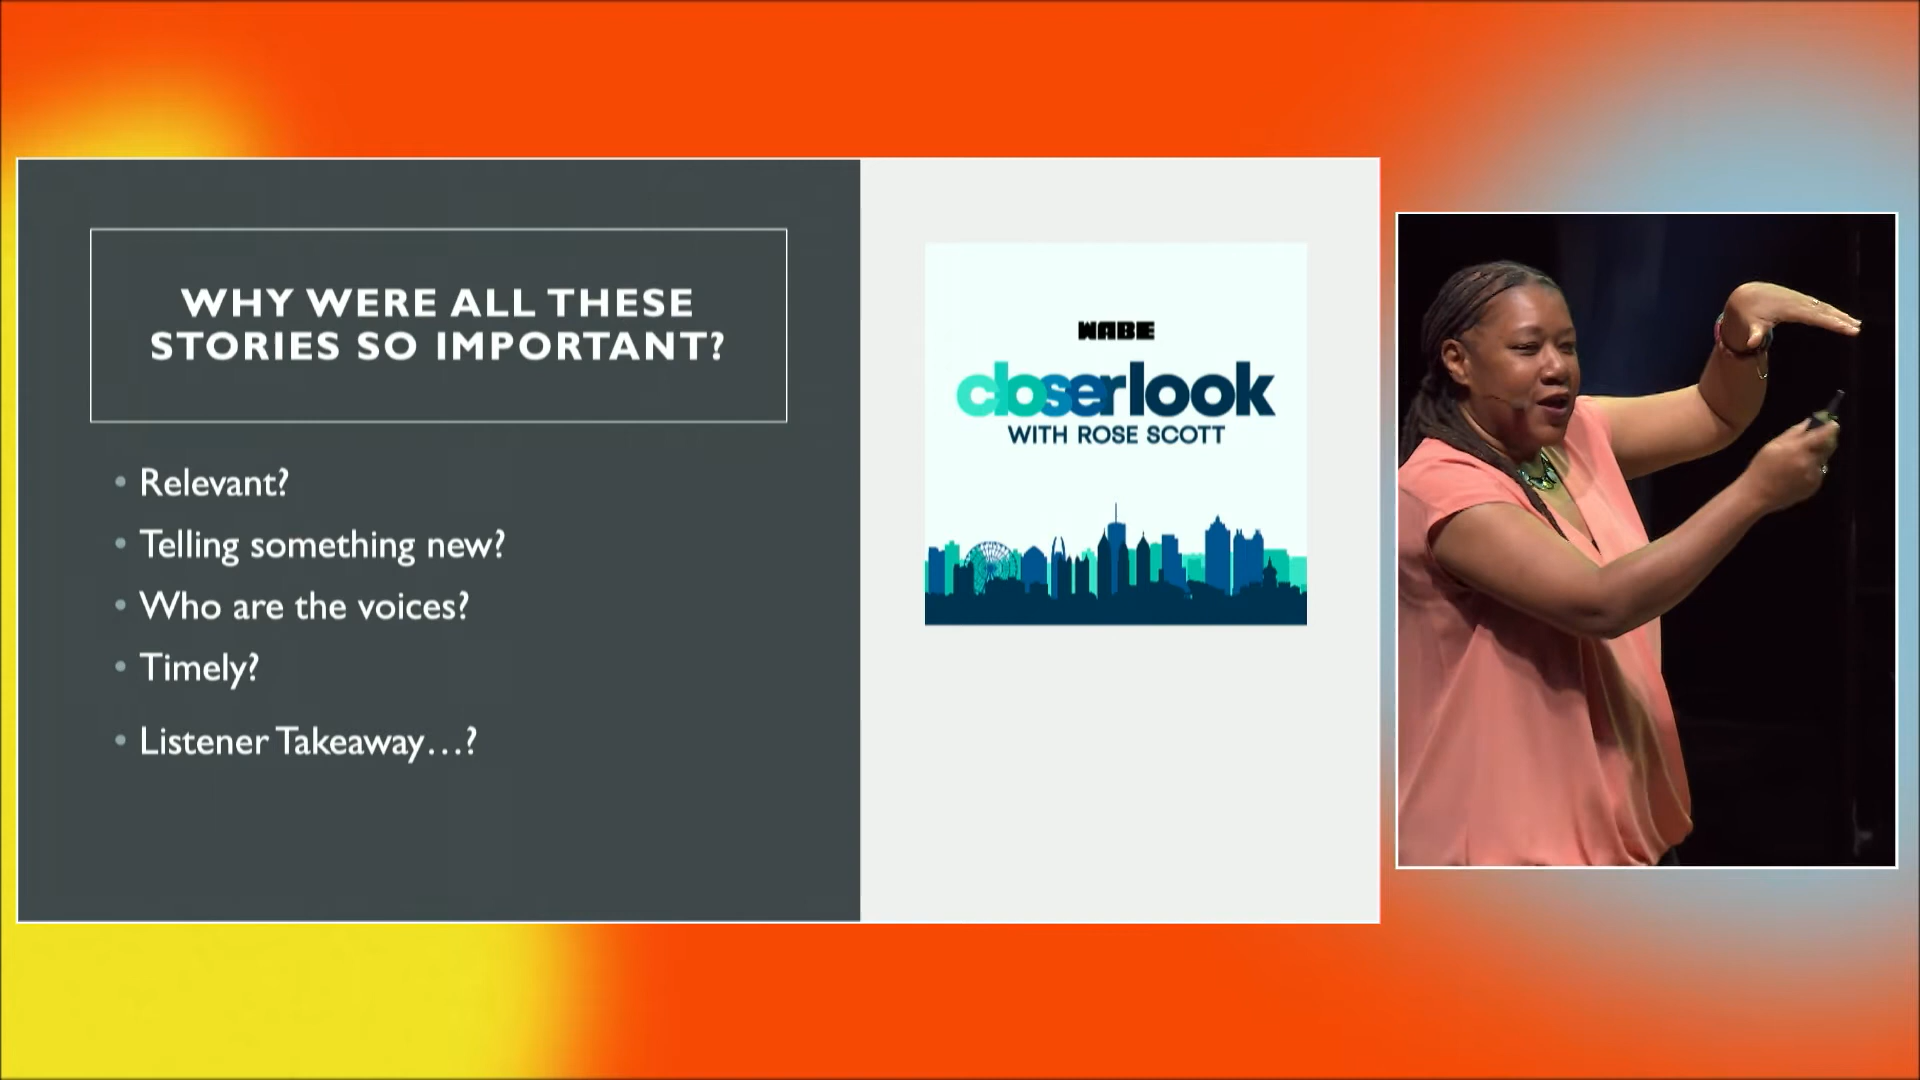 WHY WERE ALL THESE
STORIES SO IMPORTANT?
• Relevant?
• Telling something new?
• Who are the voices?
• Timely?
• Listener Takeaway…?
WABE
closerlook
WITH ROSE SCOTT